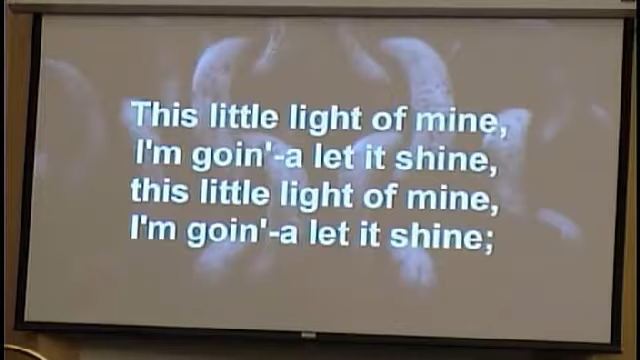 This little light of mine,
I'm goin'-a let it shine,
this little light of mine,
I'm goin'-a let it shine;